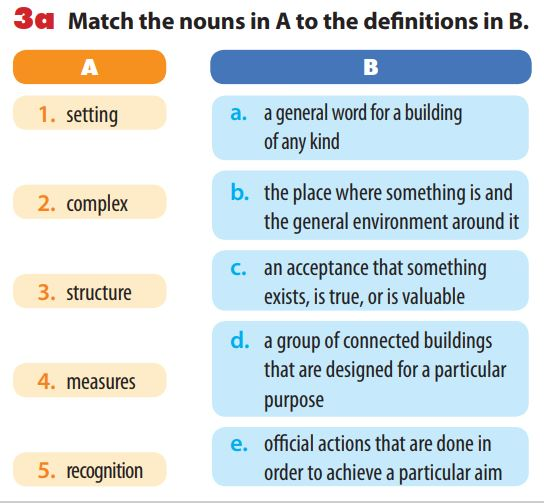 3a Match the nouns in A to the definitions in B.
A
B
1. setting
2. complex
3. structure
4. measures
5. recognition
a. a general word for a building
of any kind
b. the place where something is and
the general environment around it
c. an acceptance that something
exists, is true, or is valuable
d. a group of connected buildings
that are designed for a particular
purpose
e. official actions that are done in
order to achieve a particular aim